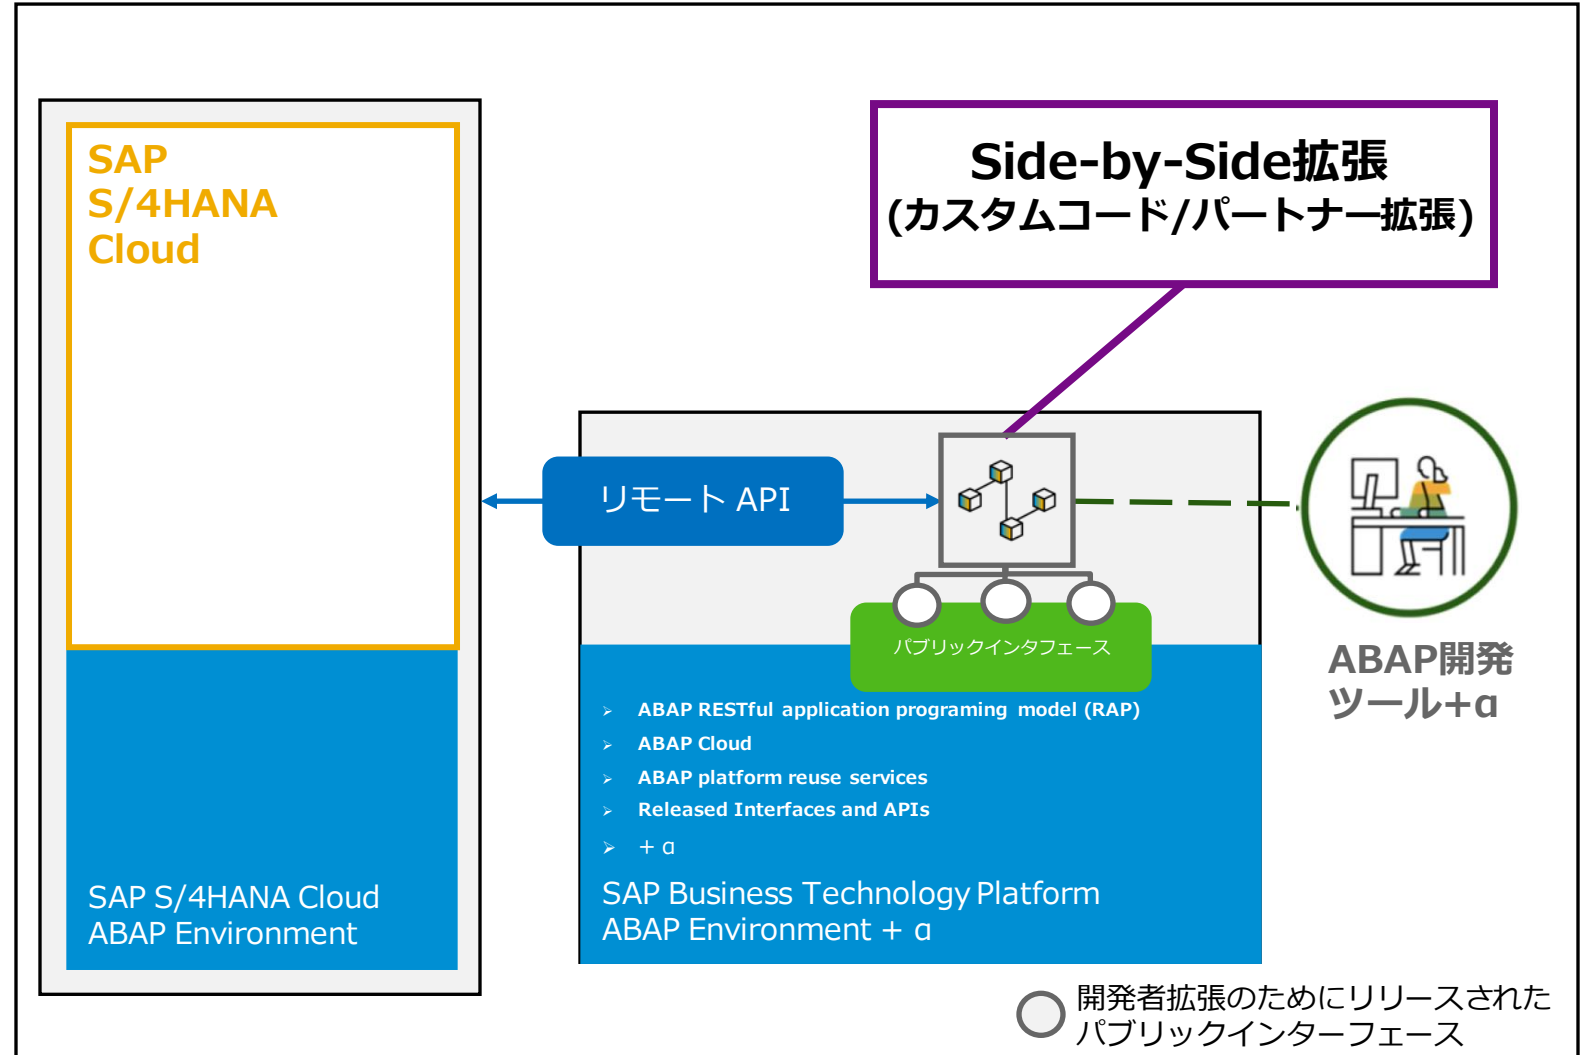 SAP
S/4HANA
Cloud
Side-by-Side拡張
(カスタムコード/パートナー拡張)
リモート API
パブリックインタフェース
ABAP開発
ツール+α
➢ ABAP RESTful application programing model (RAP)
➢ ABAP Cloud
➢ ABAP platform reuse services
➢ Released Interfaces and APIs
➢ + α
SAP S/4HANA Cloud
ABAP Environment
SAP Business Technology Platform
ABAP Environment + α
開発者拡張のためにリリースされた
パブリックインターフェース